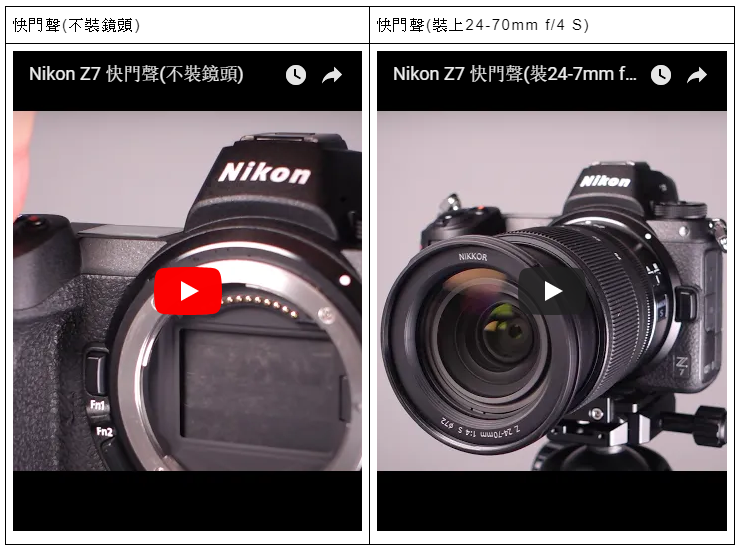 快門聲(不裝鏡頭)
快門聲(裝上24-70mm f/4 S)
Nikon Z7 快門聲(不裝鏡頭)
Nikon Z7 快門聲(裝24-7mm f...
Nikon
Fn1
Fn2
Nikon
NIKKOR
S
Z
7
Z 24-70mm 1:4 S ø72